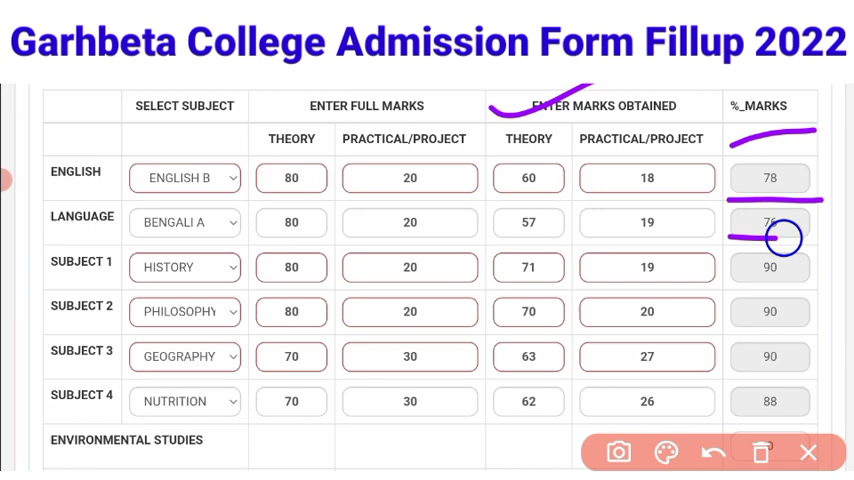 Garhbeta College Admission Form Fillup 2022
SELECT SUBJECT ENTER FULL MARKS ENTER MARKS OBTAINED %_MARKS
THEORY PRACTICAL/PROJECT THEORY PRACTICAL/PROJECT
ENGLISH ENGLISH B 80 20 60 18 78
LANGUAGE BENGALI A 80 20 57 19 76
SUBJECT 1 HISTORY 80 20 71 19 90
SUBJECT 2 PHILOSOPHY 80 20 70 20 90
SUBJECT 3 GEOGRAPHY 70 30 63 27 90
SUBJECT 4 NUTRITION 70 30 62 26 88
ENVIRONMENTAL STUDIES